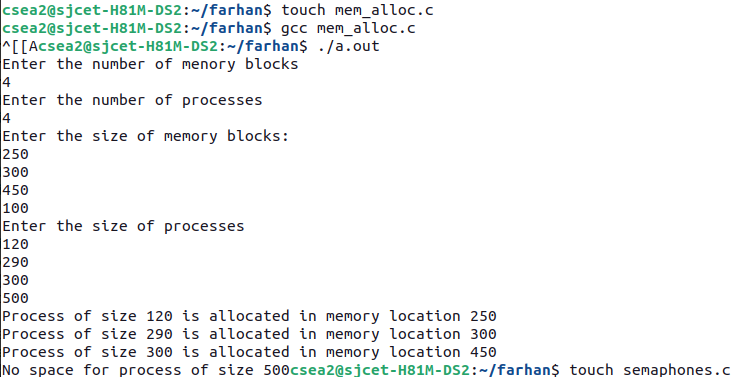 csea2@sjcet-H81M-DS2:~/farhan$ touch mem_alloc.c
csea2@sjcet-H81M-DS2:~/farhan$ gcc mem_alloc.c
^[[Acsea2@sjcet-H81M-DS2:~/farhan$ ./a.out
Enter the number of menory blocks
4
Enter the number of processes
4
Enter the size of memory blocks:
250
300
450
100
Enter the size of processes
120
290
300
500
Process of size 120 is allocated in memory location 250
Process of size 290 is allocated in memory location 300
Process of size 300 is allocated in memory location 450
No space for process of size 500csea2@sjcet-H81M-DS2:~/farhan$ touch semaphones.c